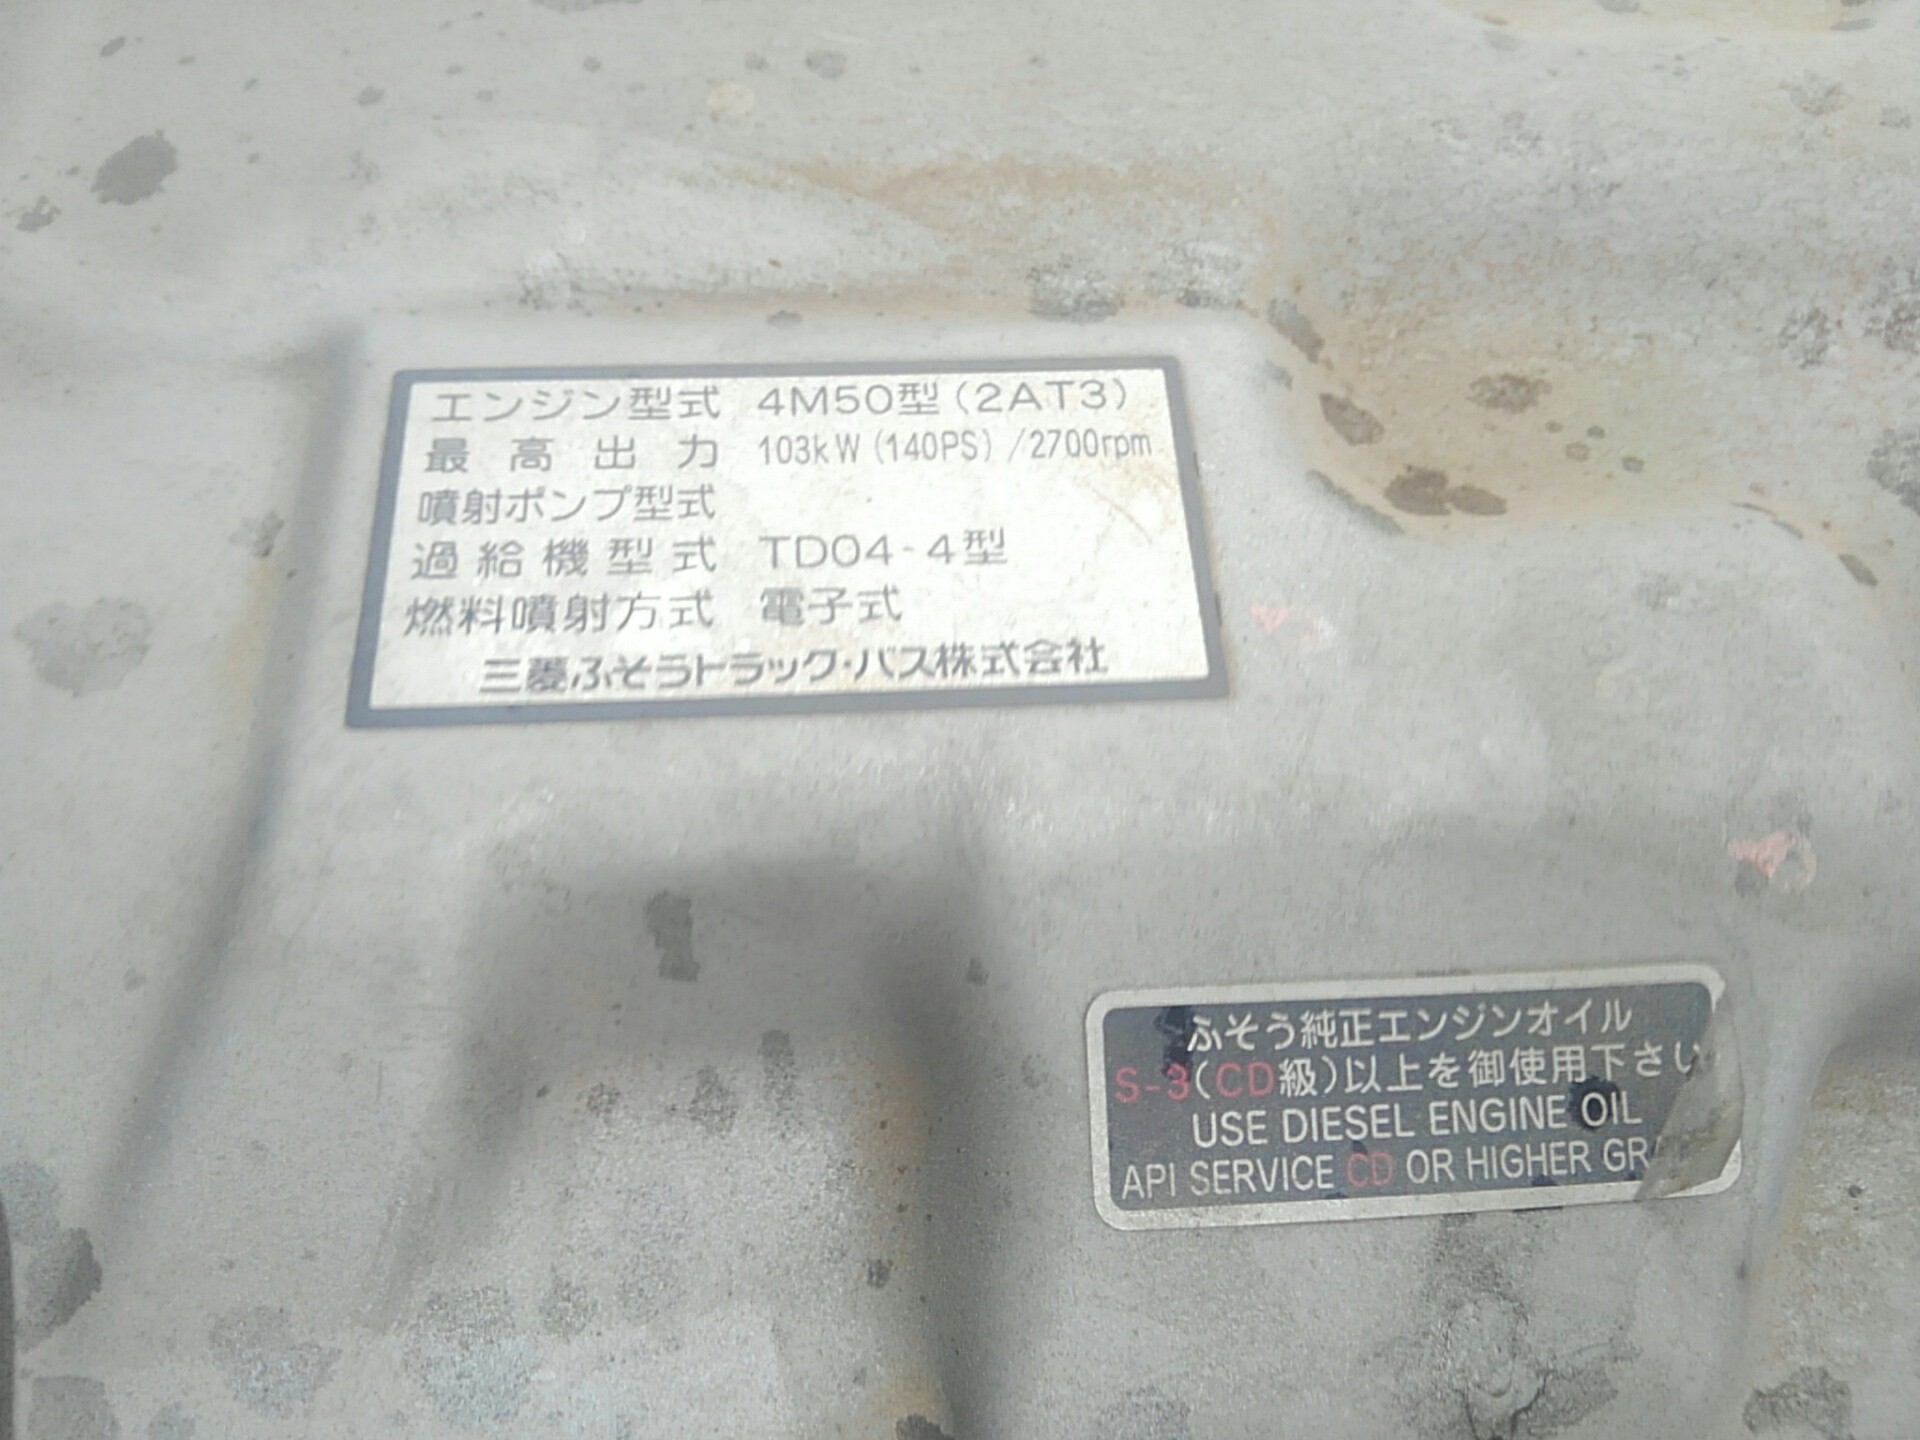 エンジン型式 4M50型(2AT3)
最高出力 103kW(140PS)/2700rpm
噴射ポンプ型式
過給機型式 TD04-4型
燃料噴射方式 電子式
三菱ふそうトラック・バス株式会社
ふそう純正エンジンオイル
S-3(CD級)以上を御使用下さい
USE DIESEL ENGINE OIL
API SERVICE CD OR HIGHER